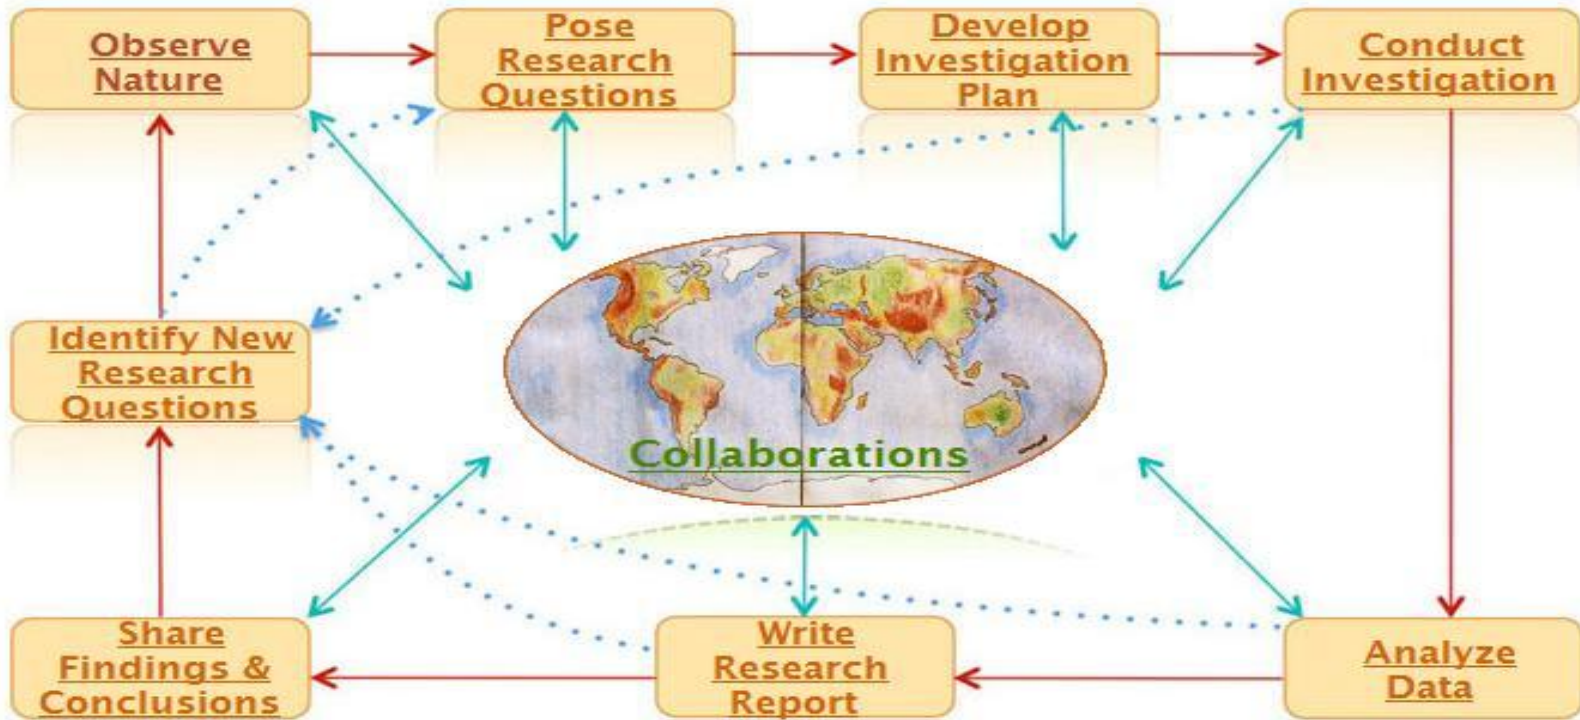 Observe
Nature
Pose
Research
Questions
Develop
Investigation
Plan
Conduct
Investigation
Identify New
Research
Questions
Collaborations
Share
Findings &
Conclusions
Write
Research
Report
Analyze
Data